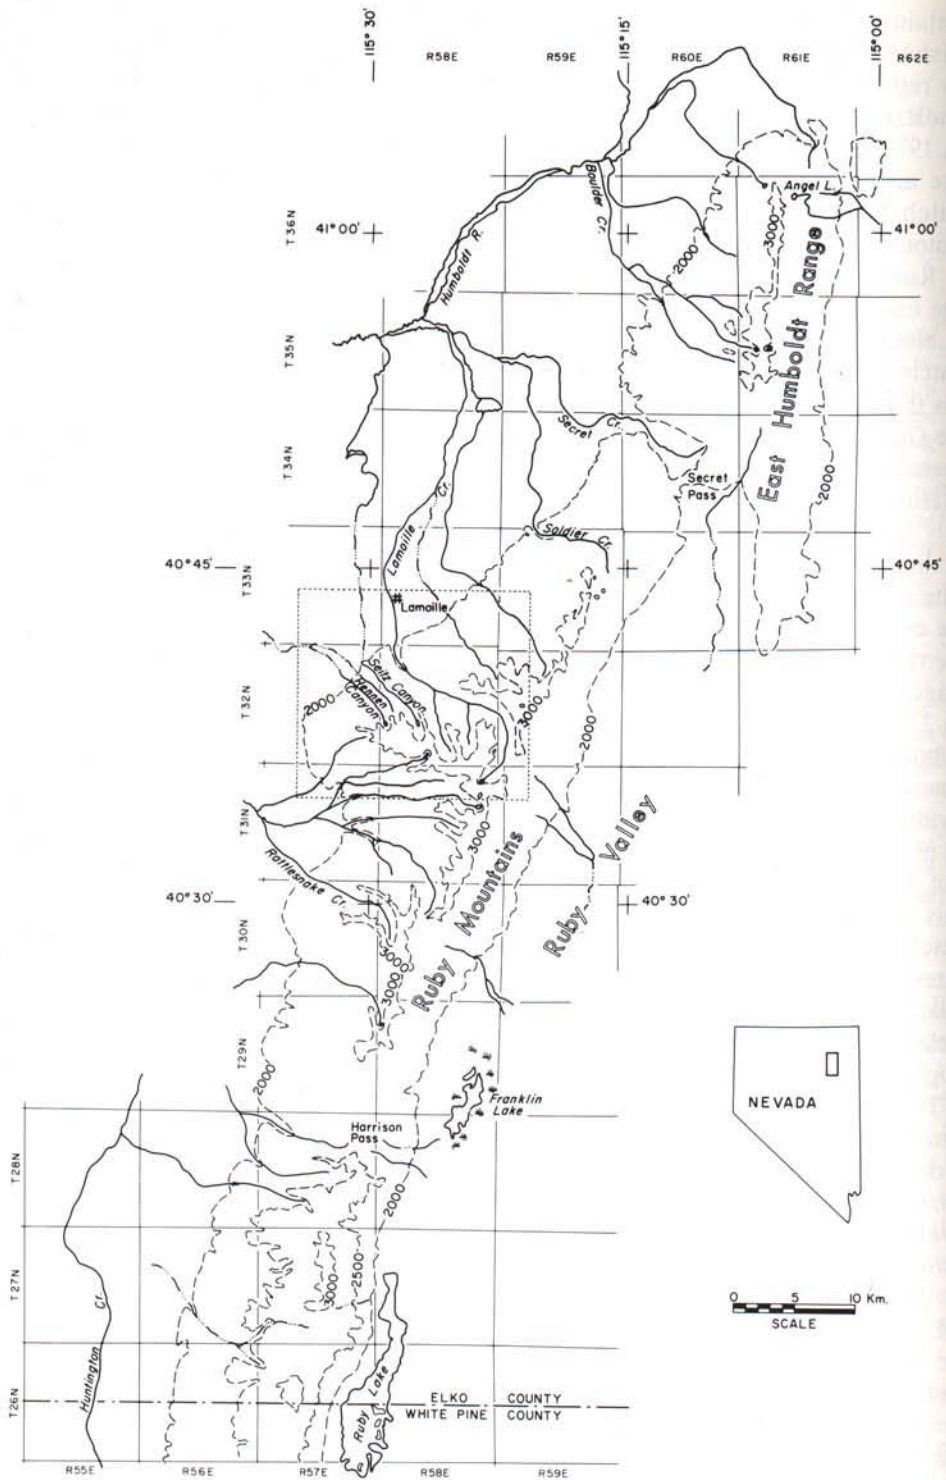 115° 30'
115° 15'
115° 00'
R58E
R59E
R60E
R61E
R62E
Angel L.
Boulder Cr.
T36N
41° 00'
41° 00'
Humboldt R.
2000
3000
East Humboldt Range
T35N
Secret Cr.
T34N
Secret
Pass
2000
Lamoille Cr.
Soldier Cr.
40° 45'
40° 45'
T33N
Lamoille
Seitz Canyon
Hennen
Canyon
T32N
2000
3000
2000
T31N
3000
Ruby Valley
Rattlesnake Cr.
Ruby Mountains
40° 30'
40° 30'
T30N
3000
3000
T29N
2000
Franklin
Lake
NEVADA
Harrison
Pass
T28N
2000
2500
3000
T27N
0 5 10 Km.
SCALE
Huntington Cr.
Ruby Lake
T26N
ELKO COUNTY
WHITE PINE COUNTY
R55E
R56E
R57E
R58E
R59E